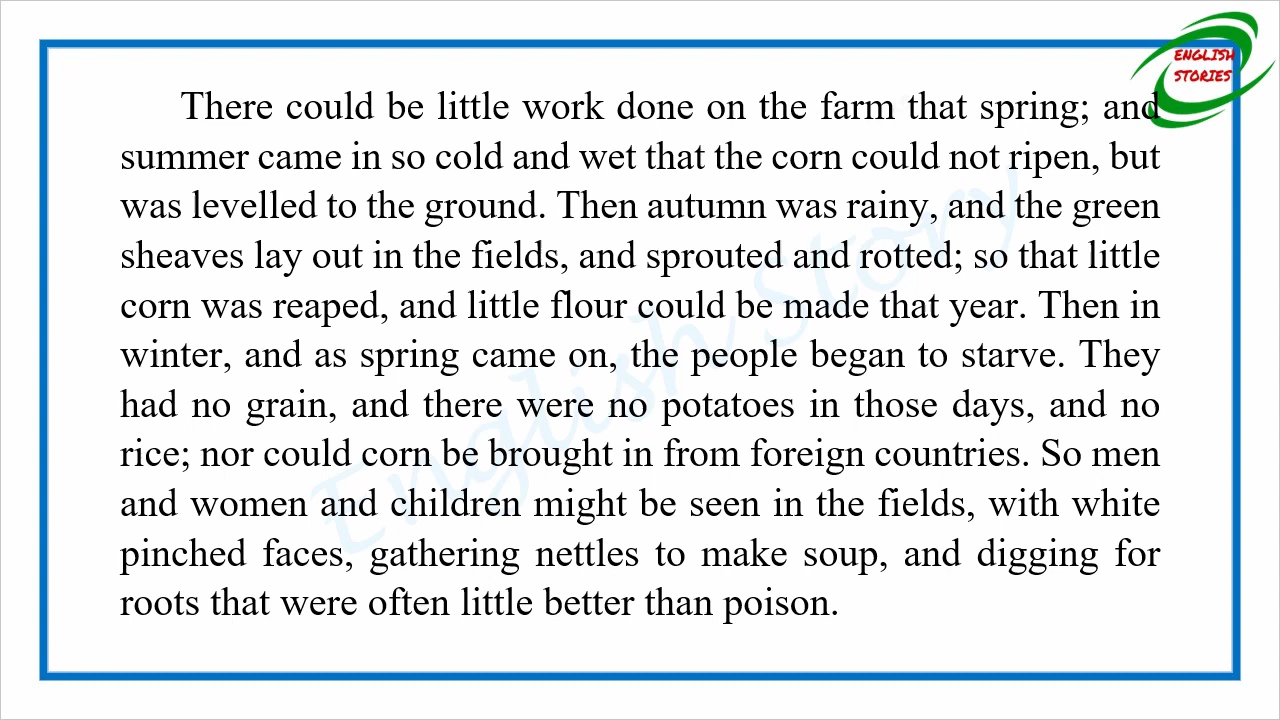 ENGLISH
STORIES
There could be little work done on the farm that spring; and
summer came in so cold and wet that the corn could not ripen, but
was levelled to the ground. Then autumn was rainy, and the green
sheaves lay out in the fields, and sprouted and rotted; so that little
corn was reaped, and little flour could be made that year. Then in
winter, and as spring came on, the people began to starve. They
had no grain, and there were no potatoes in those days, and no
rice; nor could corn be brought in from foreign countries. So men
and women and children might be seen in the fields, with white
pinched faces, gathering nettles to make soup, and digging for
roots that were often little better than poison.
English Story